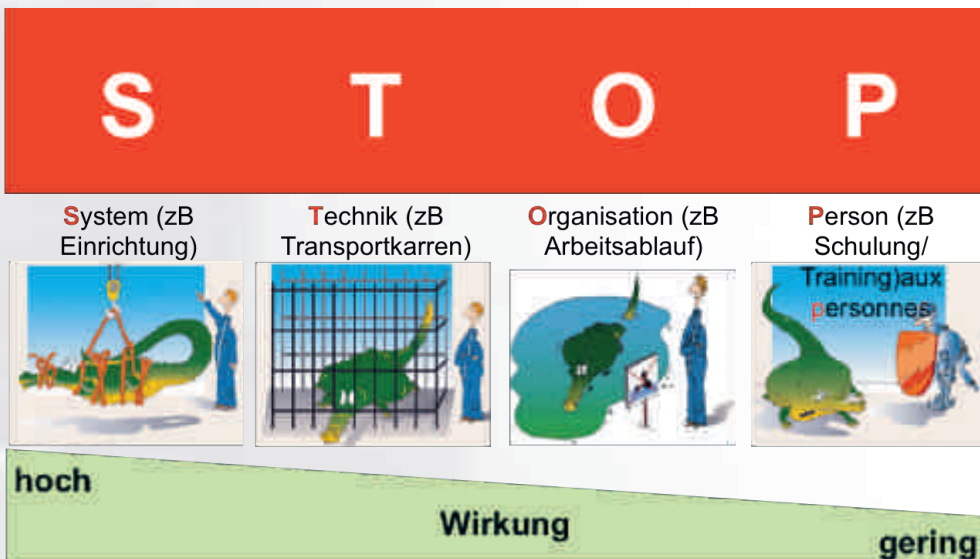 S T O P
System (zB
Einrichtung)
Technik (zB
Transportkarren)
Organisation (zB
Arbeitsablauf)
Person (zB
Schulung/
Training)aux
personnes
hoch
Wirkung
gering